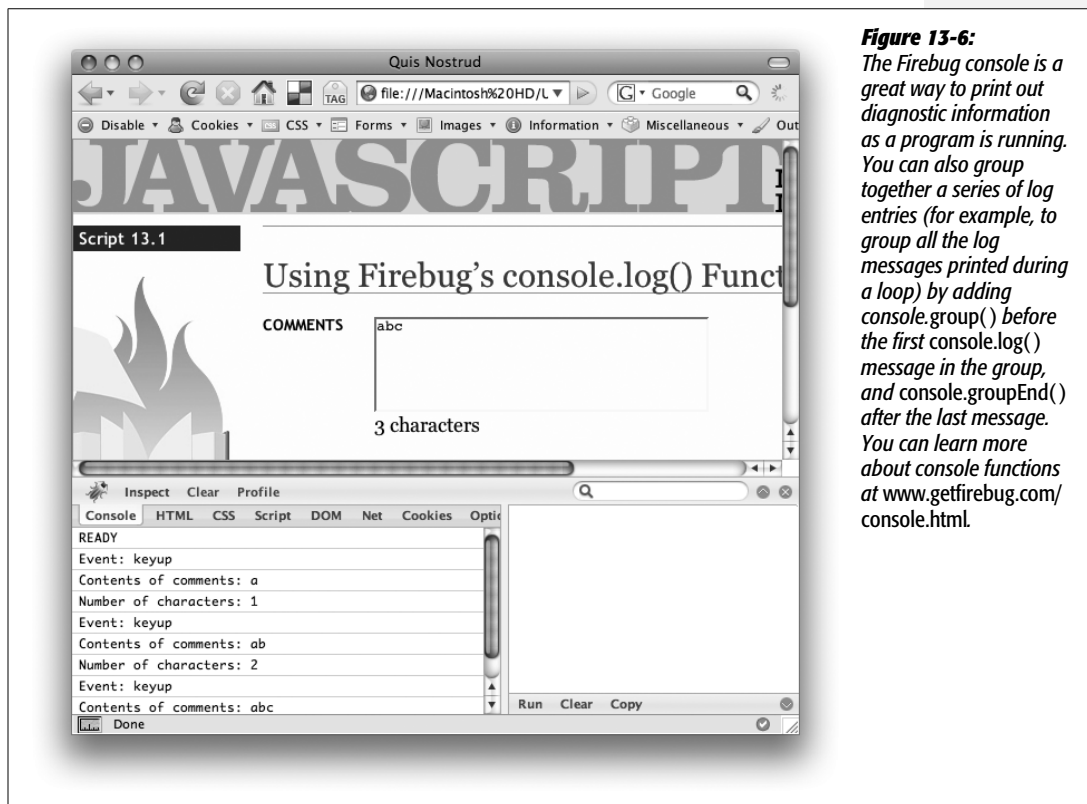 Quis Nostrud
TAG
file:///Macintosh%20HD/L
G
Google
Disable Cookies CSS Forms Images Information Miscellaneous Out
JAVASCRIPT
Script 13.1
Using Firebug's console.log() Funct
COMMENTS
abc
3 characters
Inspect Clear Profile
Console HTML CSS Script DOM Net Cookies Optic
READY
Event: keyup
Contents of comments: a
Number of characters: 1
Event: keyup
Contents of comments: ab
Number of characters: 2
Event: keyup
Contents of comments: abc
Run Clear Copy
Done
Figure 13-6:
The Firebug console is a
great way to print out
diagnostic information
as a program is running.
You can also group
together a series of log
entries (for example, to
group all the log
messages printed during
a loop) by adding
console.group( ) before
the first console.log( )
message in the group,
and console.groupEnd( )
after the last message.
You can learn more
about console functions
at www.getfirebug.com/
console.html.